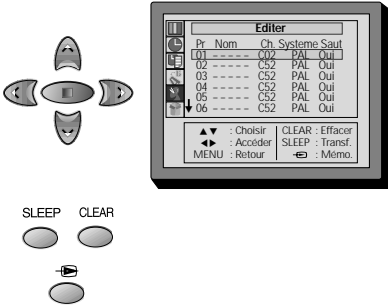 Editer
Pr Nom Ch. Systeme Saut
01 ------ C02 PAL Oui
02 ------ C52 PAL Oui
03 ------ C52 PAL Oui
04 ------ C52 PAL Oui
05 ------ C52 PAL Oui
06 ------ C52 PAL Oui
▲▼ : Choisir CLEAR : Effacer
◄► : Accéder SLEEP : Transf.
MENU : Retour : Mémo.
SLEEP CLEAR